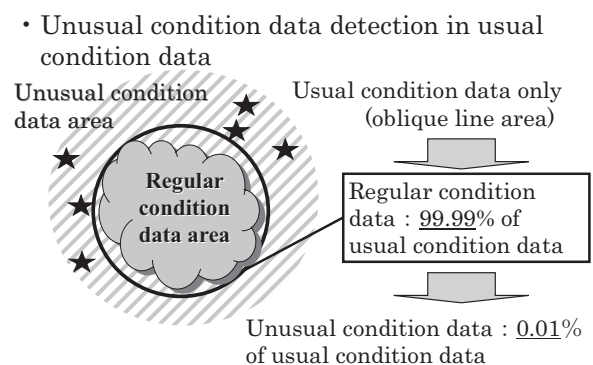 ・Unusual condition data detection in usual
condition data
Unusual condition
data area
Usual condition data only
(oblique line area)
Regular
condition
data area
Regular condition
data : 99.99% of
usual condition data
Unusual condition data : 0.01%
of usual condition data